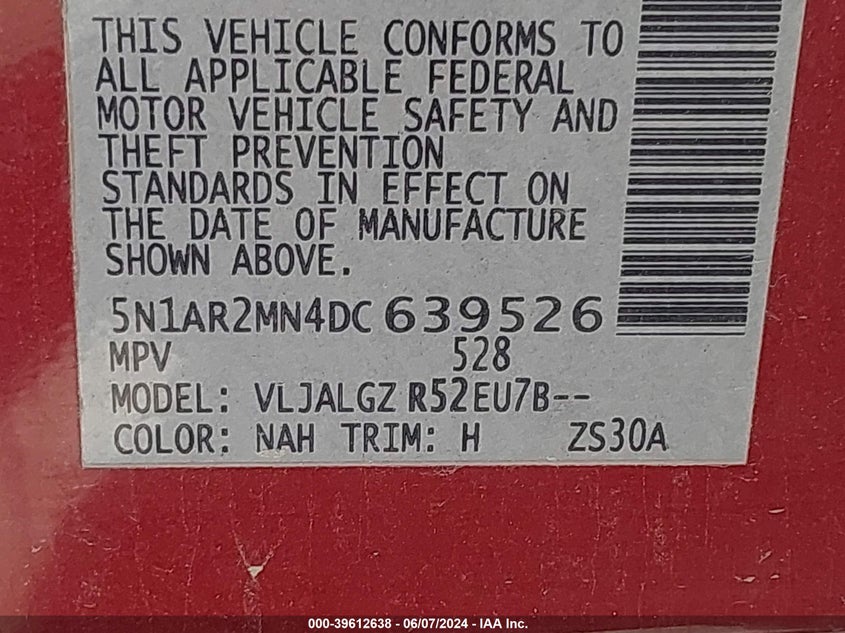 THIS VEHICLE CONFORMS TO
ALL APPLICABLE FEDERAL
MOTOR VEHICLE SAFETY AND
THEFT PREVENTION
STANDARDS IN EFFECT ON
THE DATE OF MANUFACTURE
SHOWN ABOVE.
5N1AR2MN4DC 639526
MPV 528
MODEL: VLJALGZ R52EU7B--
COLOR: NAH TRIM: H ZS30A
000-39612638 - 06/07/2024 - IAA Inc.